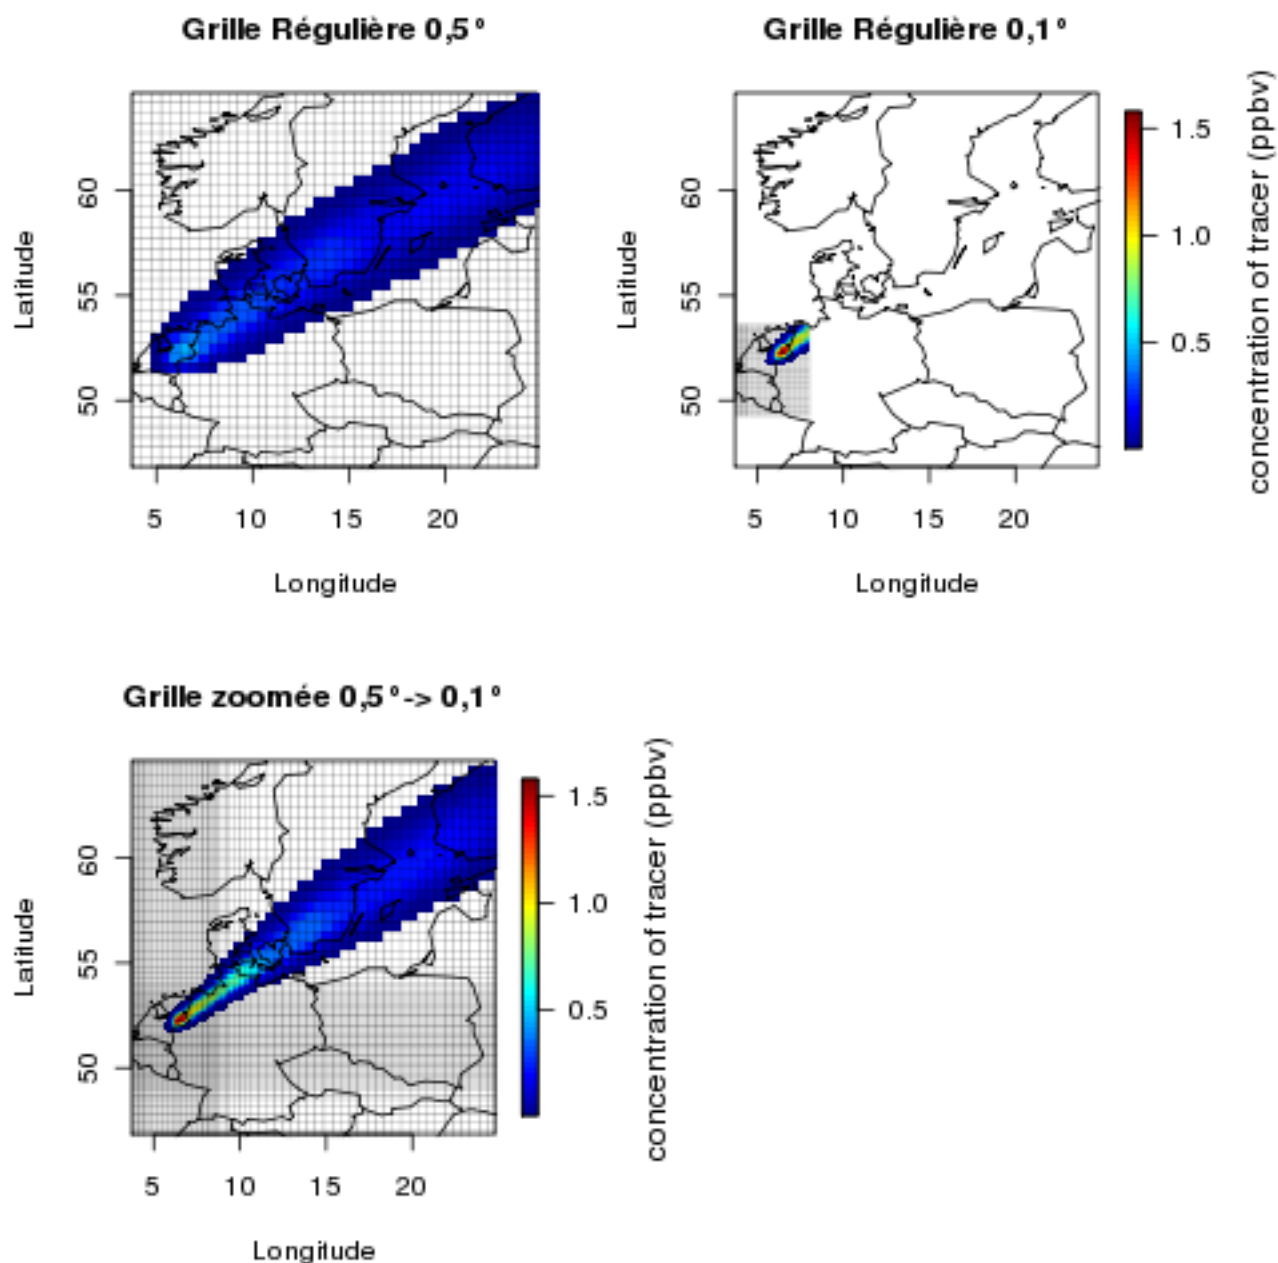 Grille Régulière 0,5°
Latitude
60
55
50
5 10 15 20
Longitude
Grille Régulière 0,1°
Latitude
60
55
50
5 10 15 20
Longitude
1.5
1.0
0.5
concentration of tracer (ppbv)
Grille zoomée 0,5°-> 0,1°
Latitude
60
55
50
5 10 15 20
Longitude
1.5
1.0
0.5
concentration of tracer (ppbv)